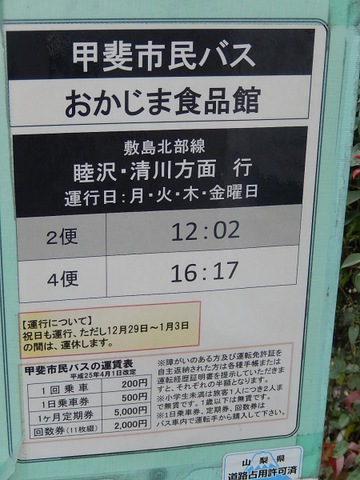 甲斐市民バス
おかじま食品館
敷島北部線
睦沢・清川方面 行
運行日:月・火・木・金曜日
2便 12:02
4便 16:17
【運行について】
祝日も運行、ただし12月29日～1月3日
の間は、運休します。
甲斐市民バスの運賃表
平成25年4月1日改定
1回乗車 200円
1日乗車券 500円
1ヶ月定期券 5,000円
回数券(11枚綴) 2,000円
※障がいのある方及び運転免許証を
自主返納された方は各種手帳または
運転経歴証明書を提示していただきま
すと、それぞれの半額となります。
※小学生未満は旅客1人につき2人ま
で無賃です。1歳以下は無賃です。
※1日乗車券、定期券、回数券は
バス車内で運転手から購入して下さい。
山梨県
道路占用許可済